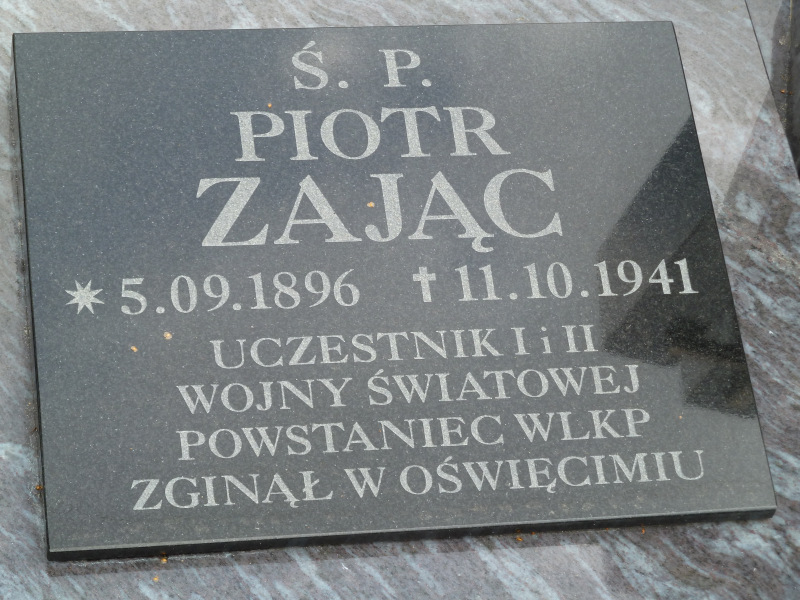 Ś. P.
PIOTR
ZAJĄC
5.09.1896 11.10.1941
UCZESTNIK I i II
WOJNY ŚWIATOWEJ
POWSTANIEC WLKP
ZGINĄŁ W OŚWIĘCIMIU